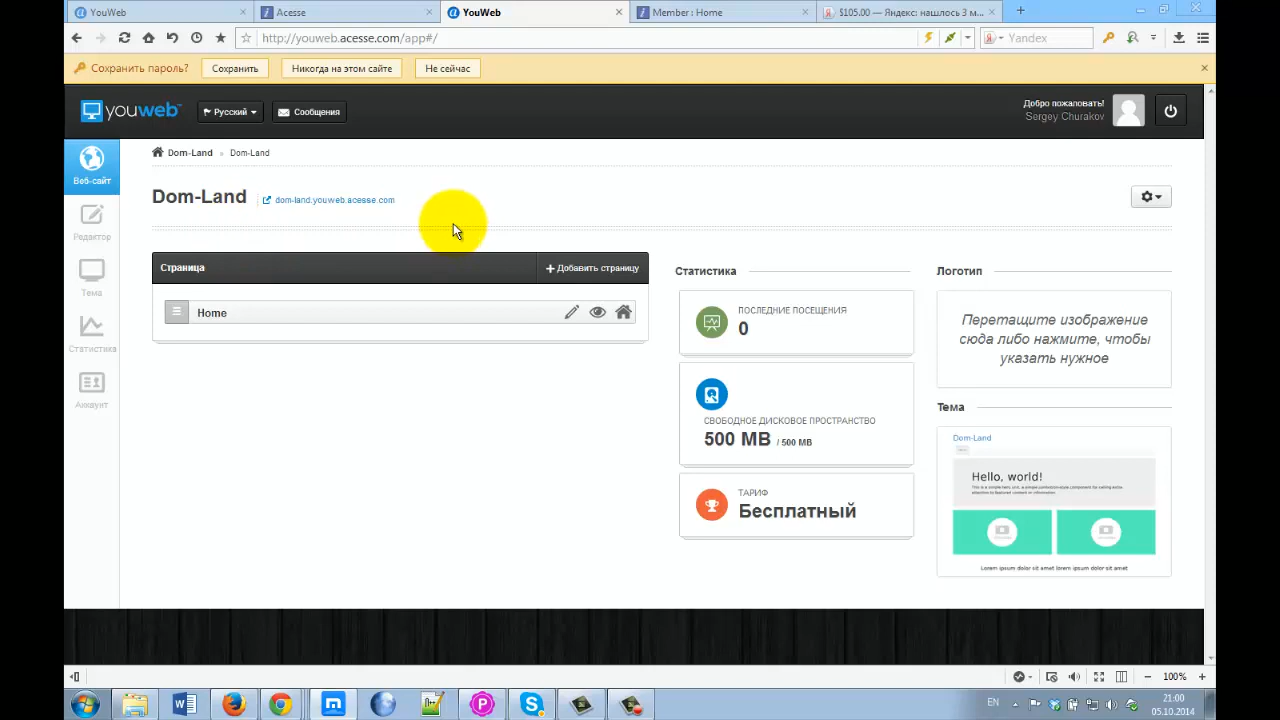 YouWeb
Acesse
YouWeb
Member : Home
$105.00 — Яндекс: нашлось 3 м
http://youweb.acesse.com/app#/
Yandex
Сохранить пароль?
Сохранить
Никогда на этом сайте
Не сейчас
youweb
Русский
Сообщения
Добро пожаловать!
Sergey Churakov
Веб-сайт
Редактор
Тема
Статистика
Аккаунт
Dom-Land » Dom-Land
Dom-Land
dom-land.youweb.acesse.com
Страница
+ Добавить страницу
Home
Статистика
ПОСЛЕДНИЕ ПОСЕЩЕНИЯ
0
СВОБОДНОЕ ДИСКОВОЕ ПРОСТРАНСТВО
500 MB / 500 MB
ТАРИФ
Бесплатный
Логотип
Перетащите изображение
сюда либо нажмите, чтобы
указать нужное
Тема
Dom-Land
Hello, world!
Lorem ipsum dolor sit amet lorem ipsum dolor sit amet
100%
EN
21:00
05.10.2014